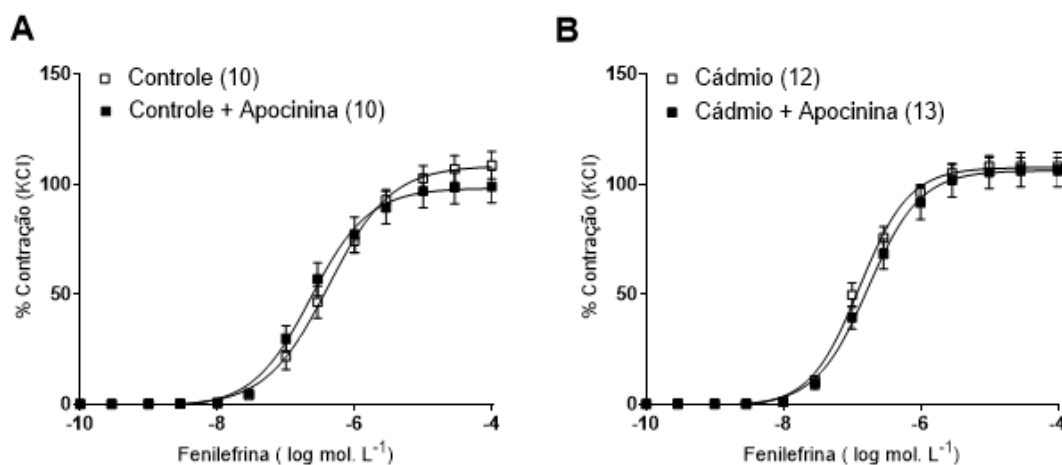 A
150
Controle (10)
Controle + Apocinina (10)
% Contração (KCl)
100
50
0
-10
-8
-6
-4
Fenilefrina ( log mol. L-1)
B
150
Cádmio (12)
Cádmio + Apocinina (13)
% Contração (KCl)
100
50
0
-10
-8
-6
-4
Fenilefrina ( log mol. L-1)